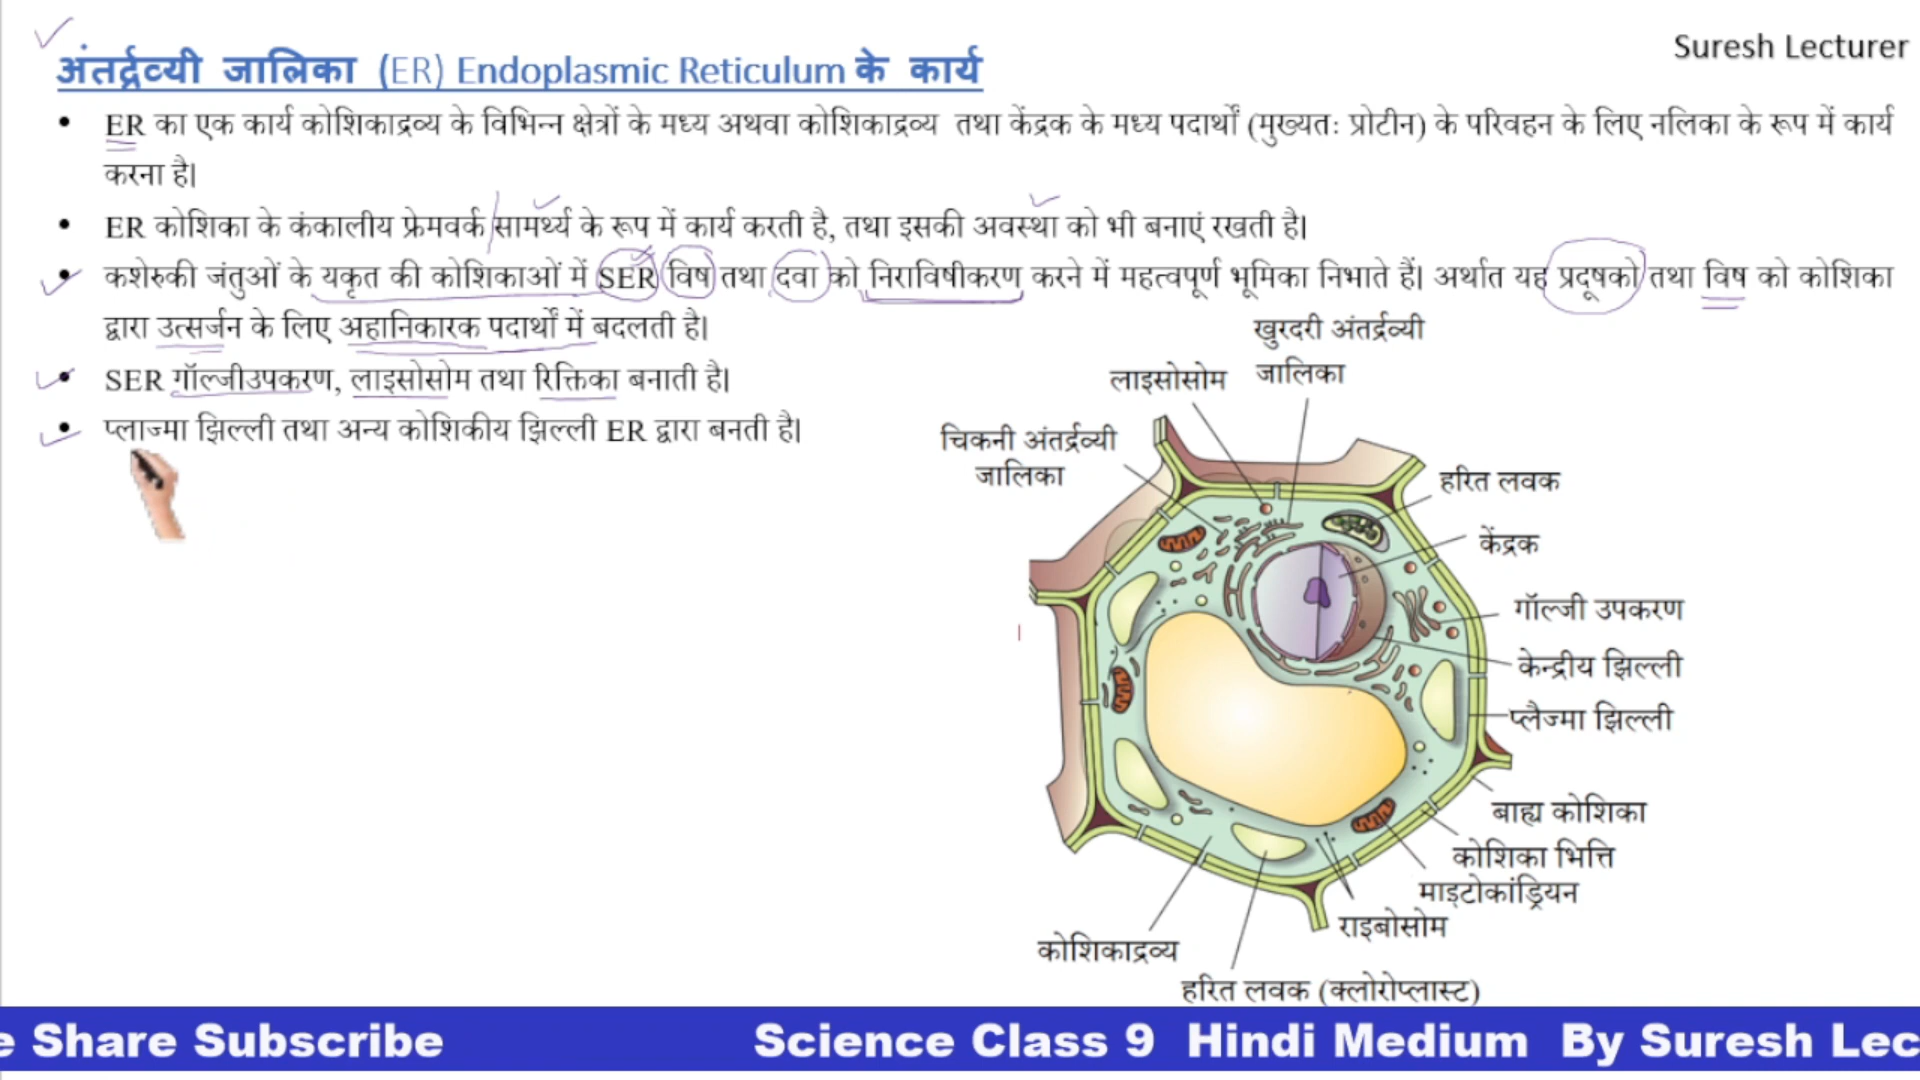 Suresh Lecturer
अंतर्द्रव्यी जालिका (ER) Endoplasmic Reticulum के कार्य
• ER का एक कार्य कोशिकाद्रव्य के विभिन्न क्षेत्रों के मध्य अथवा कोशिकाद्रव्य तथा केंद्रक के मध्य पदार्थों (मुख्यतः प्रोटीन) के परिवहन के लिए नलिका के रूप में कार्य
करना है।
• ER कोशिका के कंकालीय फ्रेमवर्क सामर्थ्य के रूप में कार्य करती है, तथा इसकी अवस्था को भी बनाएं रखती है।
• कशेरुकी जंतुओं के यकृत की कोशिकाओं में SER विष तथा दवा को निराविषीकरण करने में महत्वपूर्ण भूमिका निभाते हैं। अर्थात यह प्रदूषको तथा विष को कोशिका
द्वारा उत्सर्जन के लिए अहानिकारक पदार्थों में बदलती है।
• SER गॉल्जीउपकरण, लाइसोसोम तथा रिक्तिका बनाती है।
• प्लाज्मा झिल्ली तथा अन्य कोशिकीय झिल्ली ER द्वारा बनती है।
खुरदरी अंतर्द्रव्यी
जालिका
लाइसोसोम
चिकनी अंतर्द्रव्यी
जालिका
हरित लवक
केंद्रक
गॉल्जी उपकरण
केन्द्रीय झिल्ली
प्लैज्मा झिल्ली
बाह्य कोशिका
कोशिका भित्ति
माइटोकांड्रियन
राइबोसोम
कोशिकाद्रव्य
हरित लवक (क्लोरोप्लास्ट)
e Share Subscribe Science Class 9 Hindi Medium By Suresh Lec